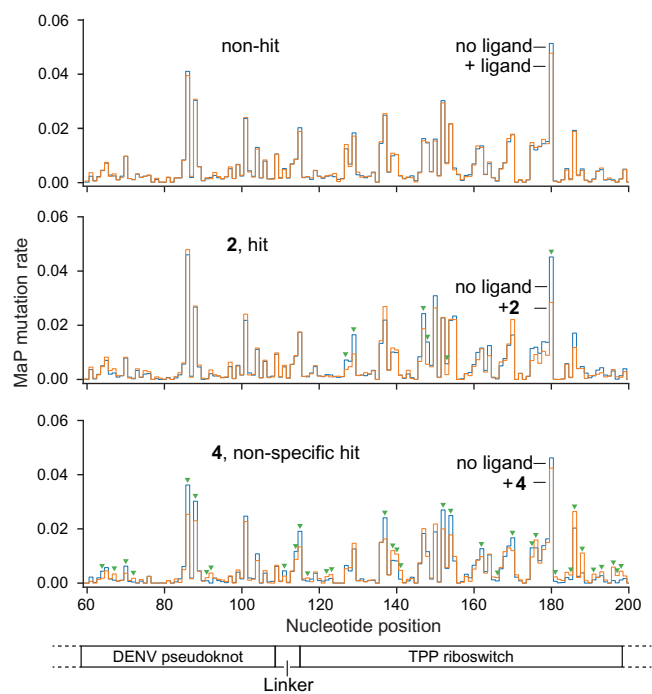 0.06
non-hit
no ligand
+ ligand
0.04
0.02
0.00
0.06
2, hit
no ligand
+2
0.04
0.02
0.00
MaP mutation rate
0.06
4, non-specific hit
no ligand
+4
0.04
0.02
0.00
60 80 100 120 140 160 180 200
Nucleotide position
DENV pseudoknot TPP riboswitch
Linker